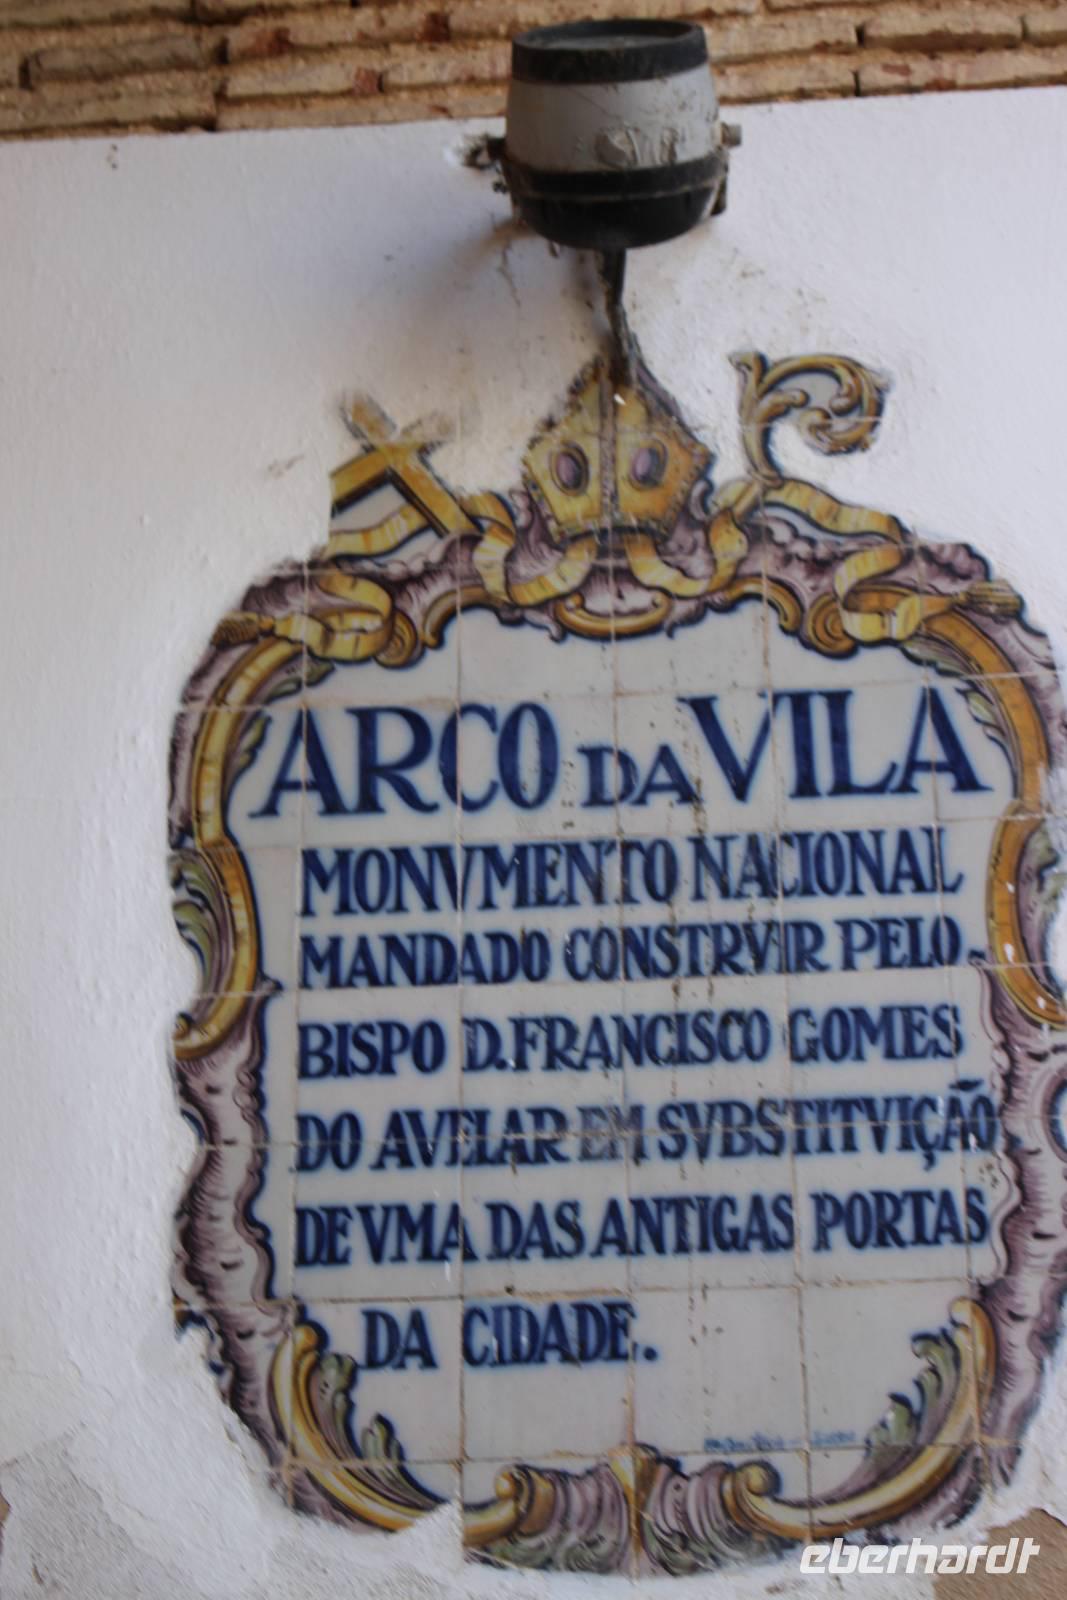 ARCO DA VILA
MONVMENTO NACIONAL
MANDADO CONSTRVIR PELO-
BISPO D. FRANCISCO GOMES
DO AVELAR EM SVBSTITVIÇÃO
DE VMA DAS ANTIGAS PORTAS
DA CIDADE.
eberhardt